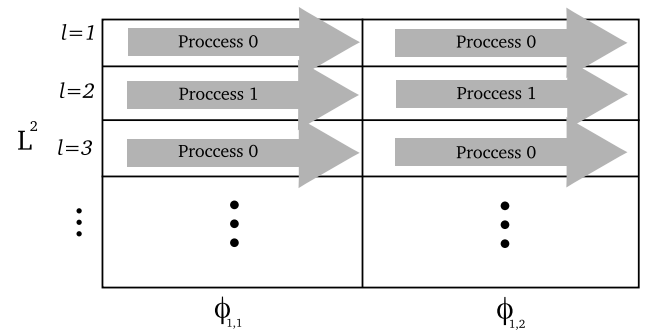 l=1 Proccess 0 Proccess 0
l=2 Proccess 1 Proccess 1
L² l=3 Proccess 0 Proccess 0
ϕ1,1 ϕ1,2